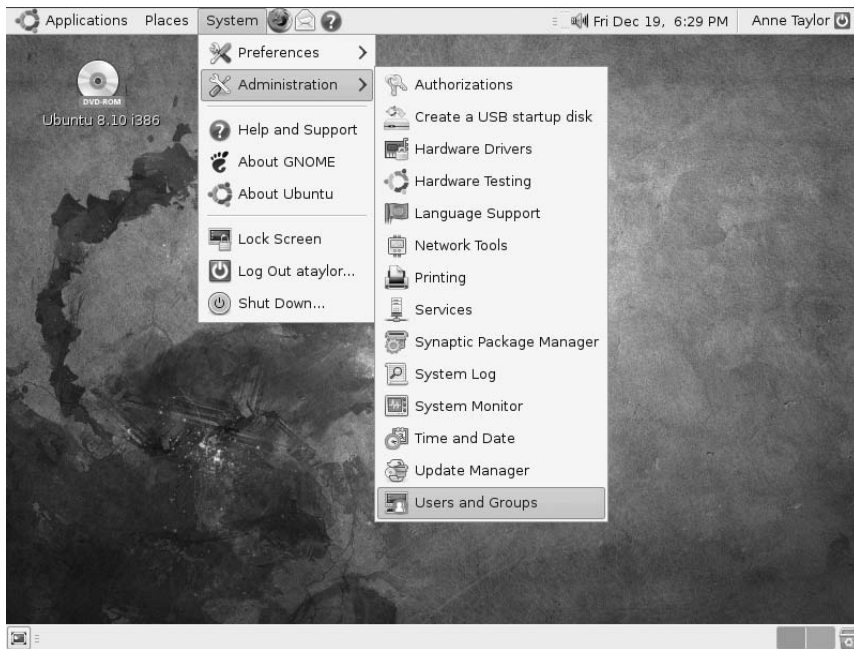 Applications Places System Fri Dec 19, 6:29 PM Anne Taylor
DVD-ROM
Ubuntu 8.10 i386
Preferences
Administration
Help and Support
About GNOME
About Ubuntu
Lock Screen
Log Out ataylor...
Shut Down...
Authorizations
Create a USB startup disk
Hardware Drivers
Hardware Testing
Language Support
Network Tools
Printing
Services
Synaptic Package Manager
System Log
System Monitor
Time and Date
Update Manager
Users and Groups